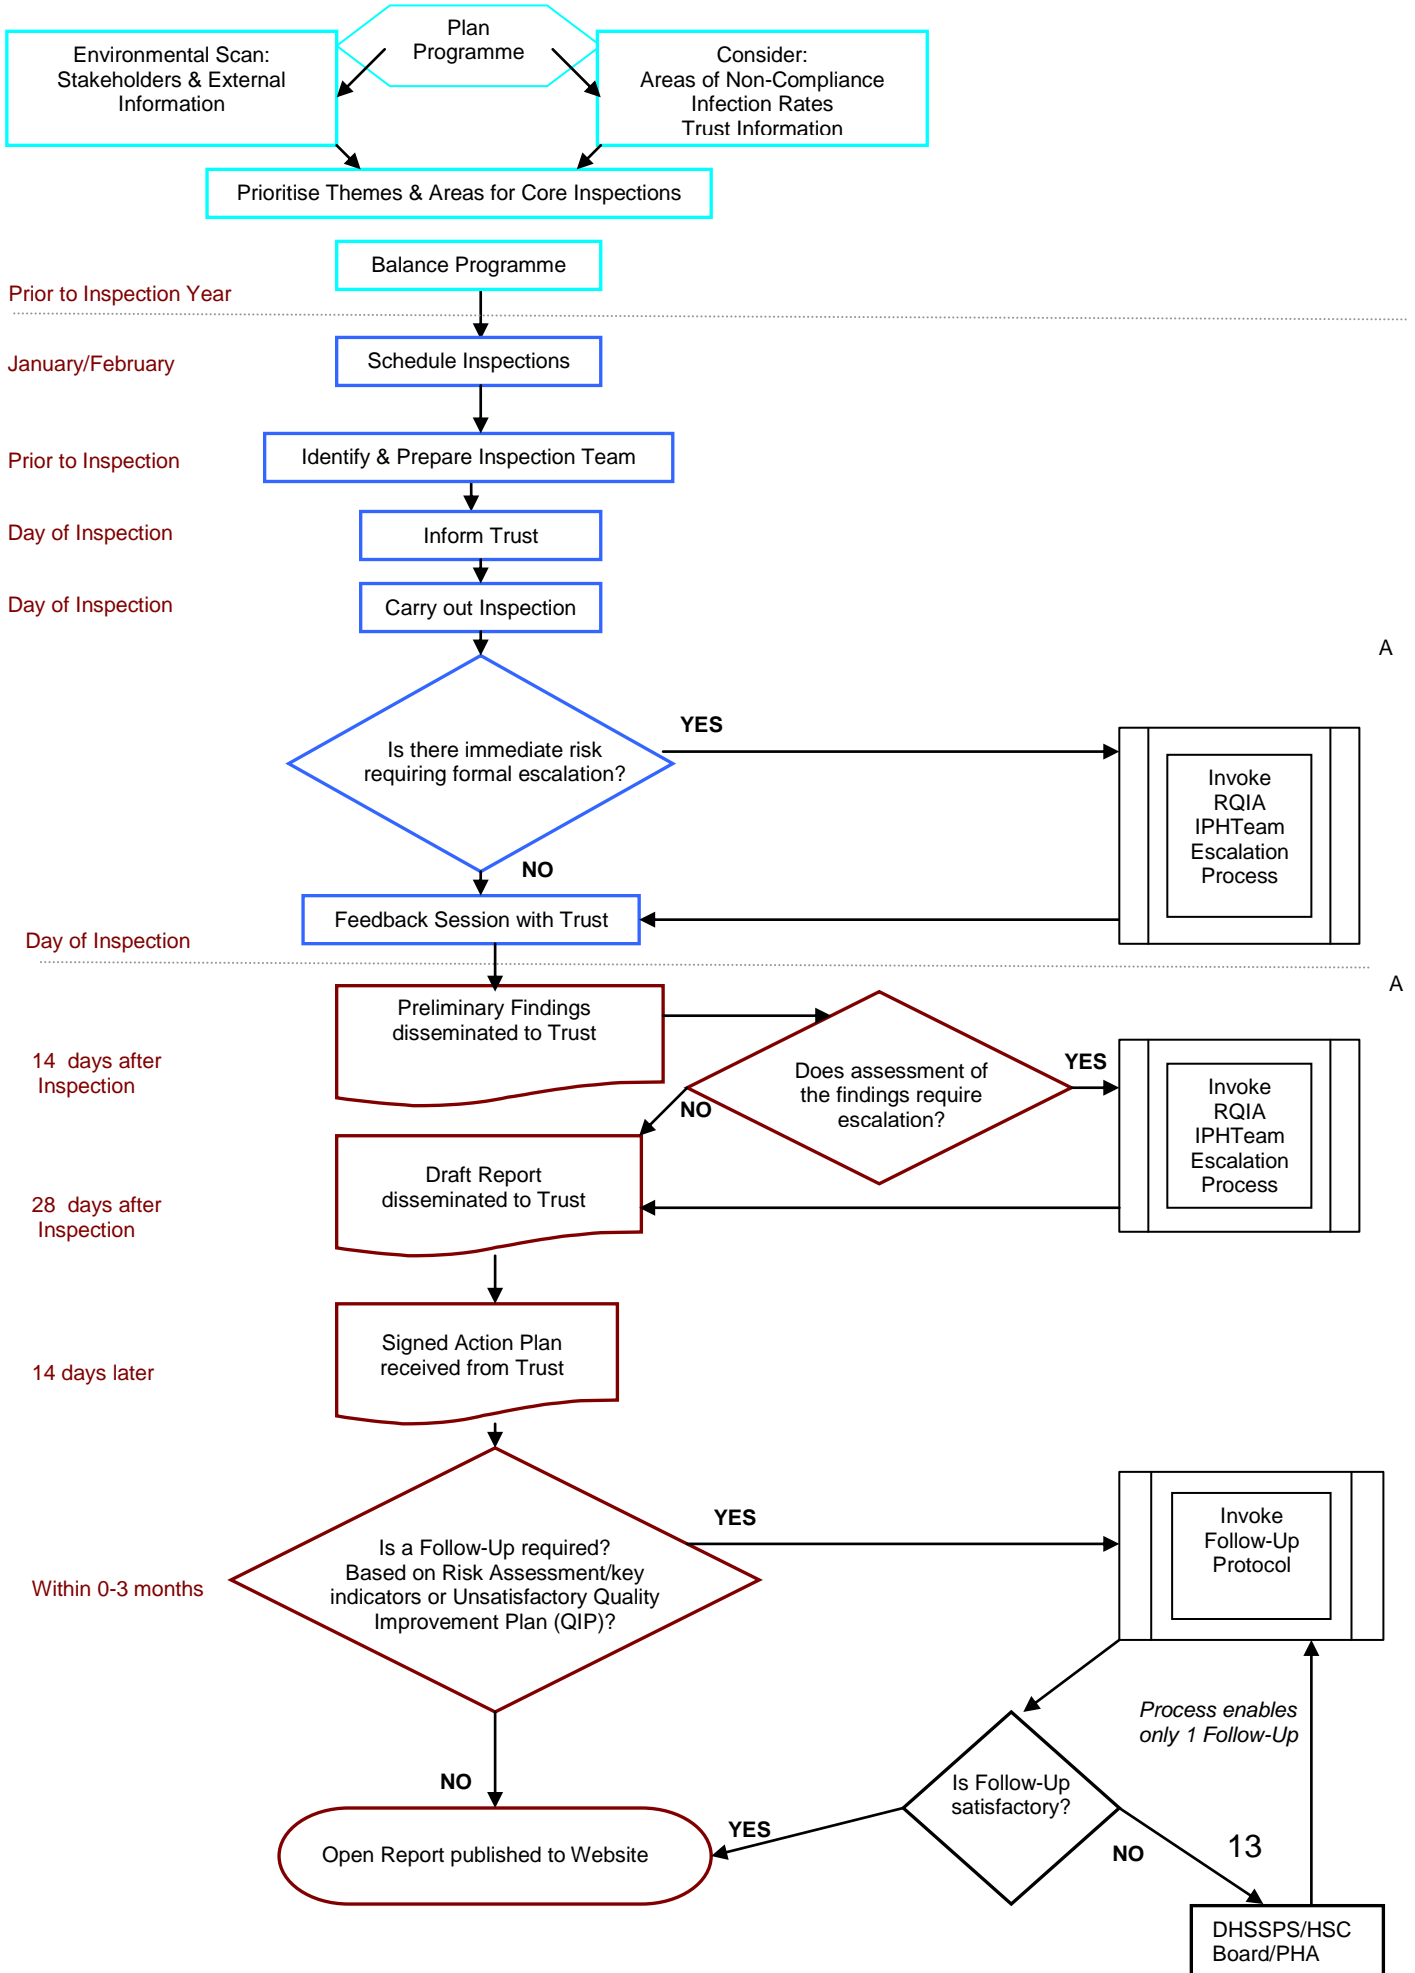 Plan
Programme
Environmental Scan:
Stakeholders & External
Information
Consider:
Areas of Non-Compliance
Infection Rates
Trust Information
Prioritise Themes & Areas for Core Inspections
Balance Programme
Prior to Inspection Year
January/February
Schedule Inspections
Prior to Inspection
Identify & Prepare Inspection Team
Day of Inspection
Inform Trust
Day of Inspection
Carry out Inspection
A
Is there immediate risk
requiring formal escalation?
YES
Invoke
RQIA
IPHTeam
Escalation
Process
NO
Feedback Session with Trust
Day of Inspection
A
Preliminary Findings
disseminated to Trust
14 days after
Inspection
Does assessment of
the findings require
escalation?
YES
NO
Invoke
RQIA
IPHTeam
Escalation
Process
Draft Report
disseminated to Trust
28 days after
Inspection
Signed Action Plan
received from Trust
14 days later
Is a Follow-Up required?
Based on Risk Assessment/key
indicators or Unsatisfactory Quality
Improvement Plan (QIP)?
YES
Invoke
Follow-Up
Protocol
Within 0-3 months
Process enables
only 1 Follow-Up
NO
Is Follow-Up
satisfactory?
YES
NO
13
Open Report published to Website
DHSSPS/HSC
Board/PHA